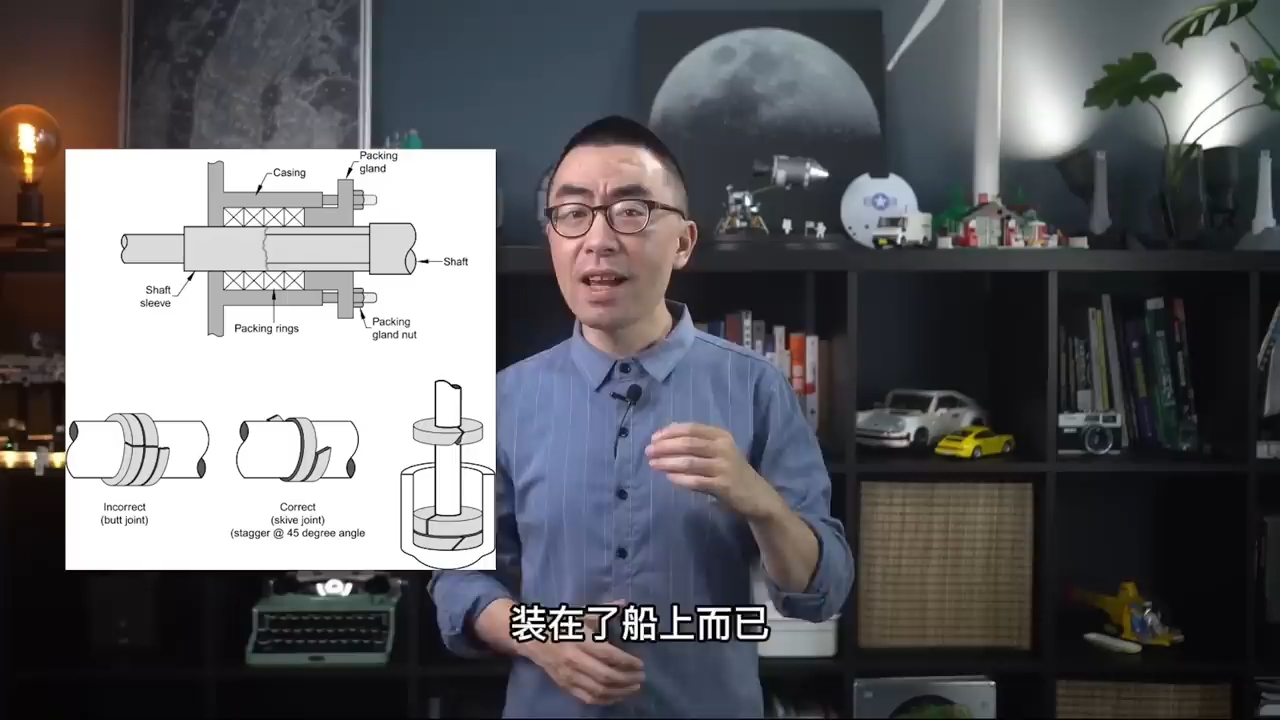 Packing
gland
Casing
Shaft
Shaft
sleeve
Packing rings
Packing
gland nut
Incorrect
(butt joint)
Correct
(skive joint)
(stagger @ 45 degree angle
装在了船上而已